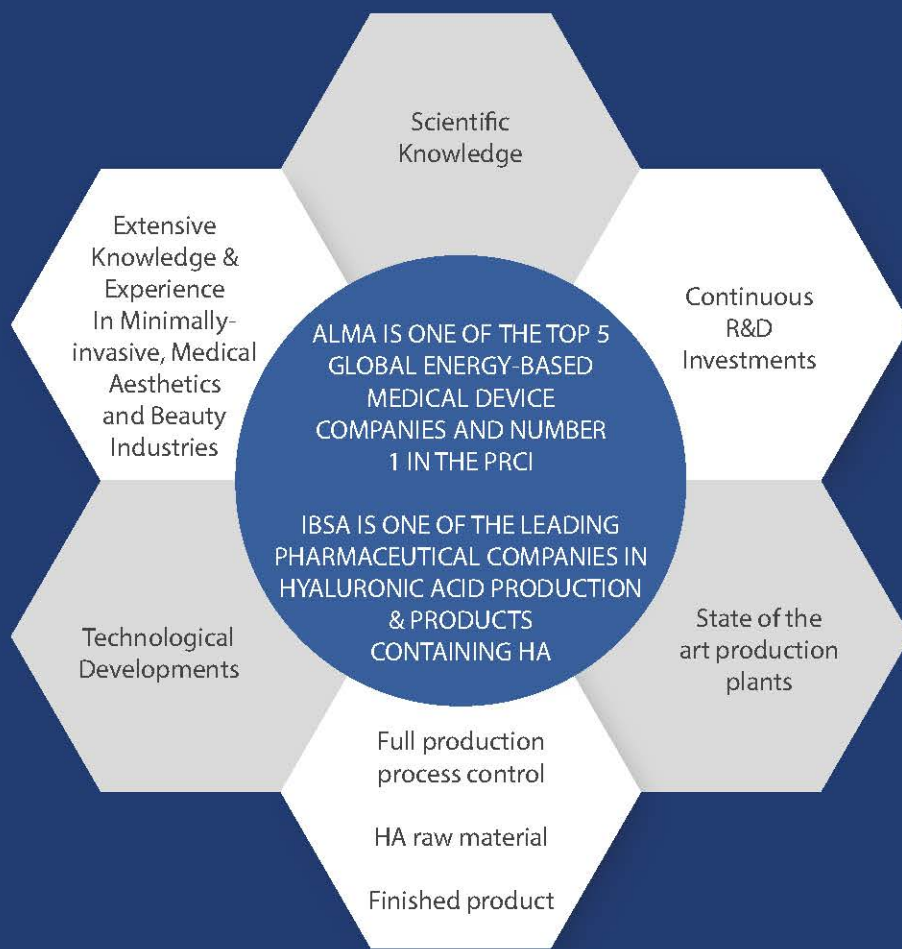 Scientific
Knowledge
Extensive
Knowledge &
Experience
In Minimally-
invasive, Medical
Aesthetics
and Beauty
Industries
Continuous
R&D
Investments
ALMA IS ONE OF THE TOP 5
GLOBAL ENERGY-BASED
MEDICAL DEVICE
COMPANIES AND NUMBER
1 IN THE PRCI
IBSA IS ONE OF THE LEADING
PHARMACEUTICAL COMPANIES IN
HYALURONIC ACID PRODUCTION
& PRODUCTS
CONTAINING HA
Technological
Developments
State of the
art production
plants
Full production
process control
HA raw material
Finished product